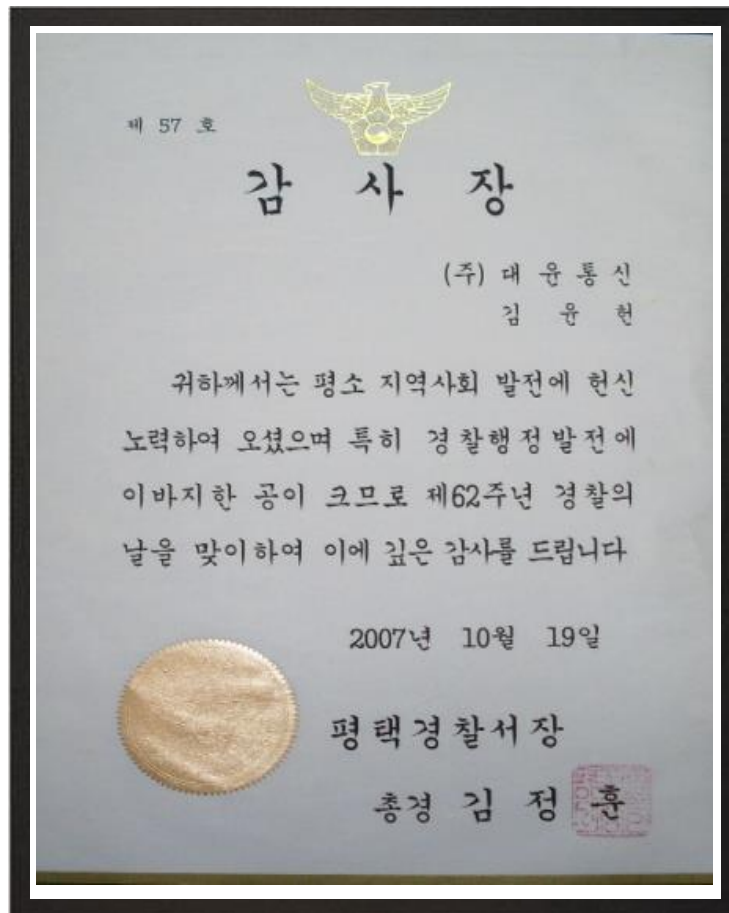 제 57 호
감 사 장
(주) 대 윤 통 신
김 윤 헌
귀하께서는 평소 지역사회 발전에 헌신
노력하여 오셨으며 특히 경찰행정발전에
이바지한 공이 크므로 제62주년 경찰의
날을 맞이하여 이에 깊은 감사를 드립니다
2007년 10월 19일
평택경찰서장
총경 김 정 훈